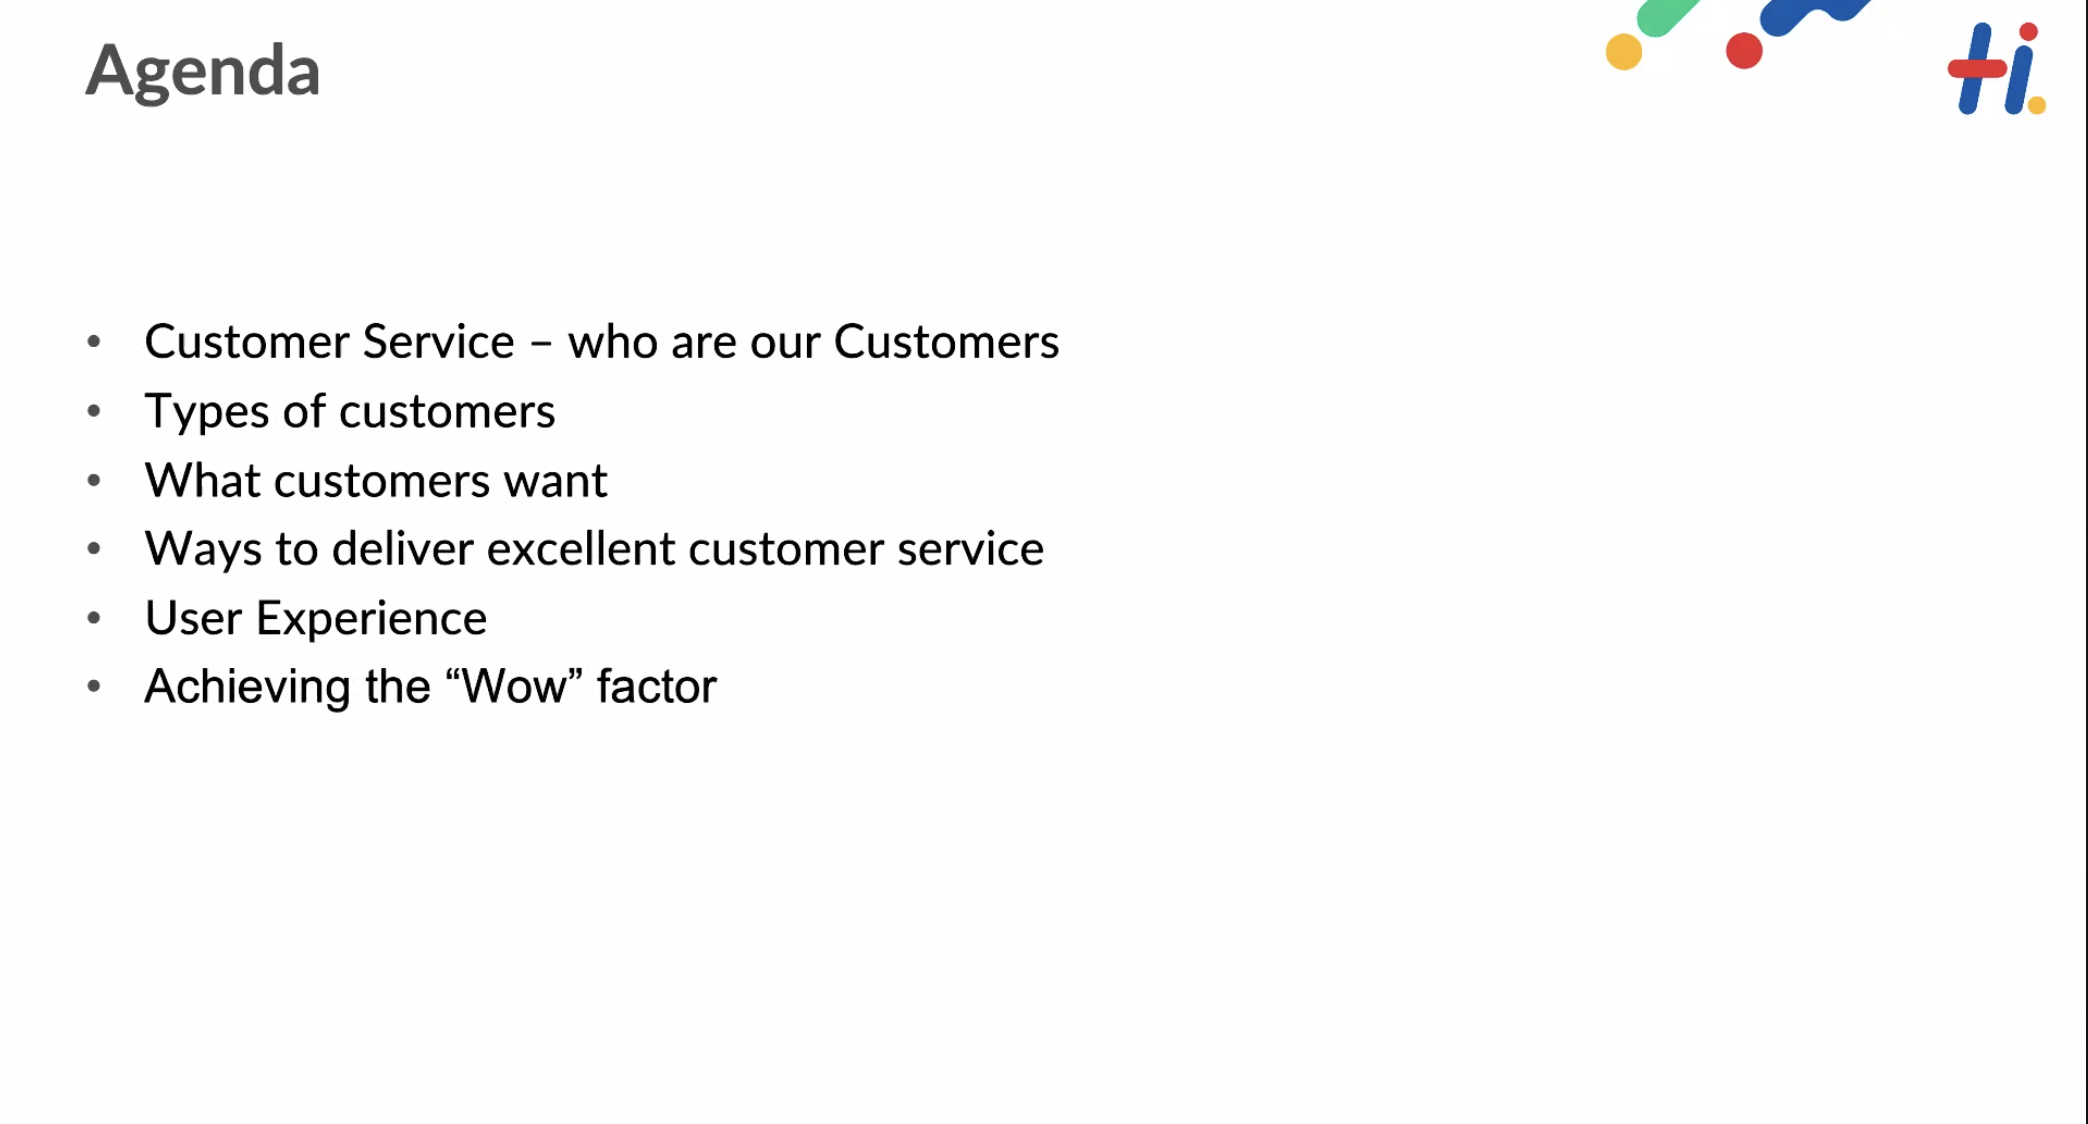 Agenda
Hi.
• Customer Service – who are our Customers
• Types of customers
• What customers want
• Ways to deliver excellent customer service
• User Experience
• Achieving the “Wow” factor